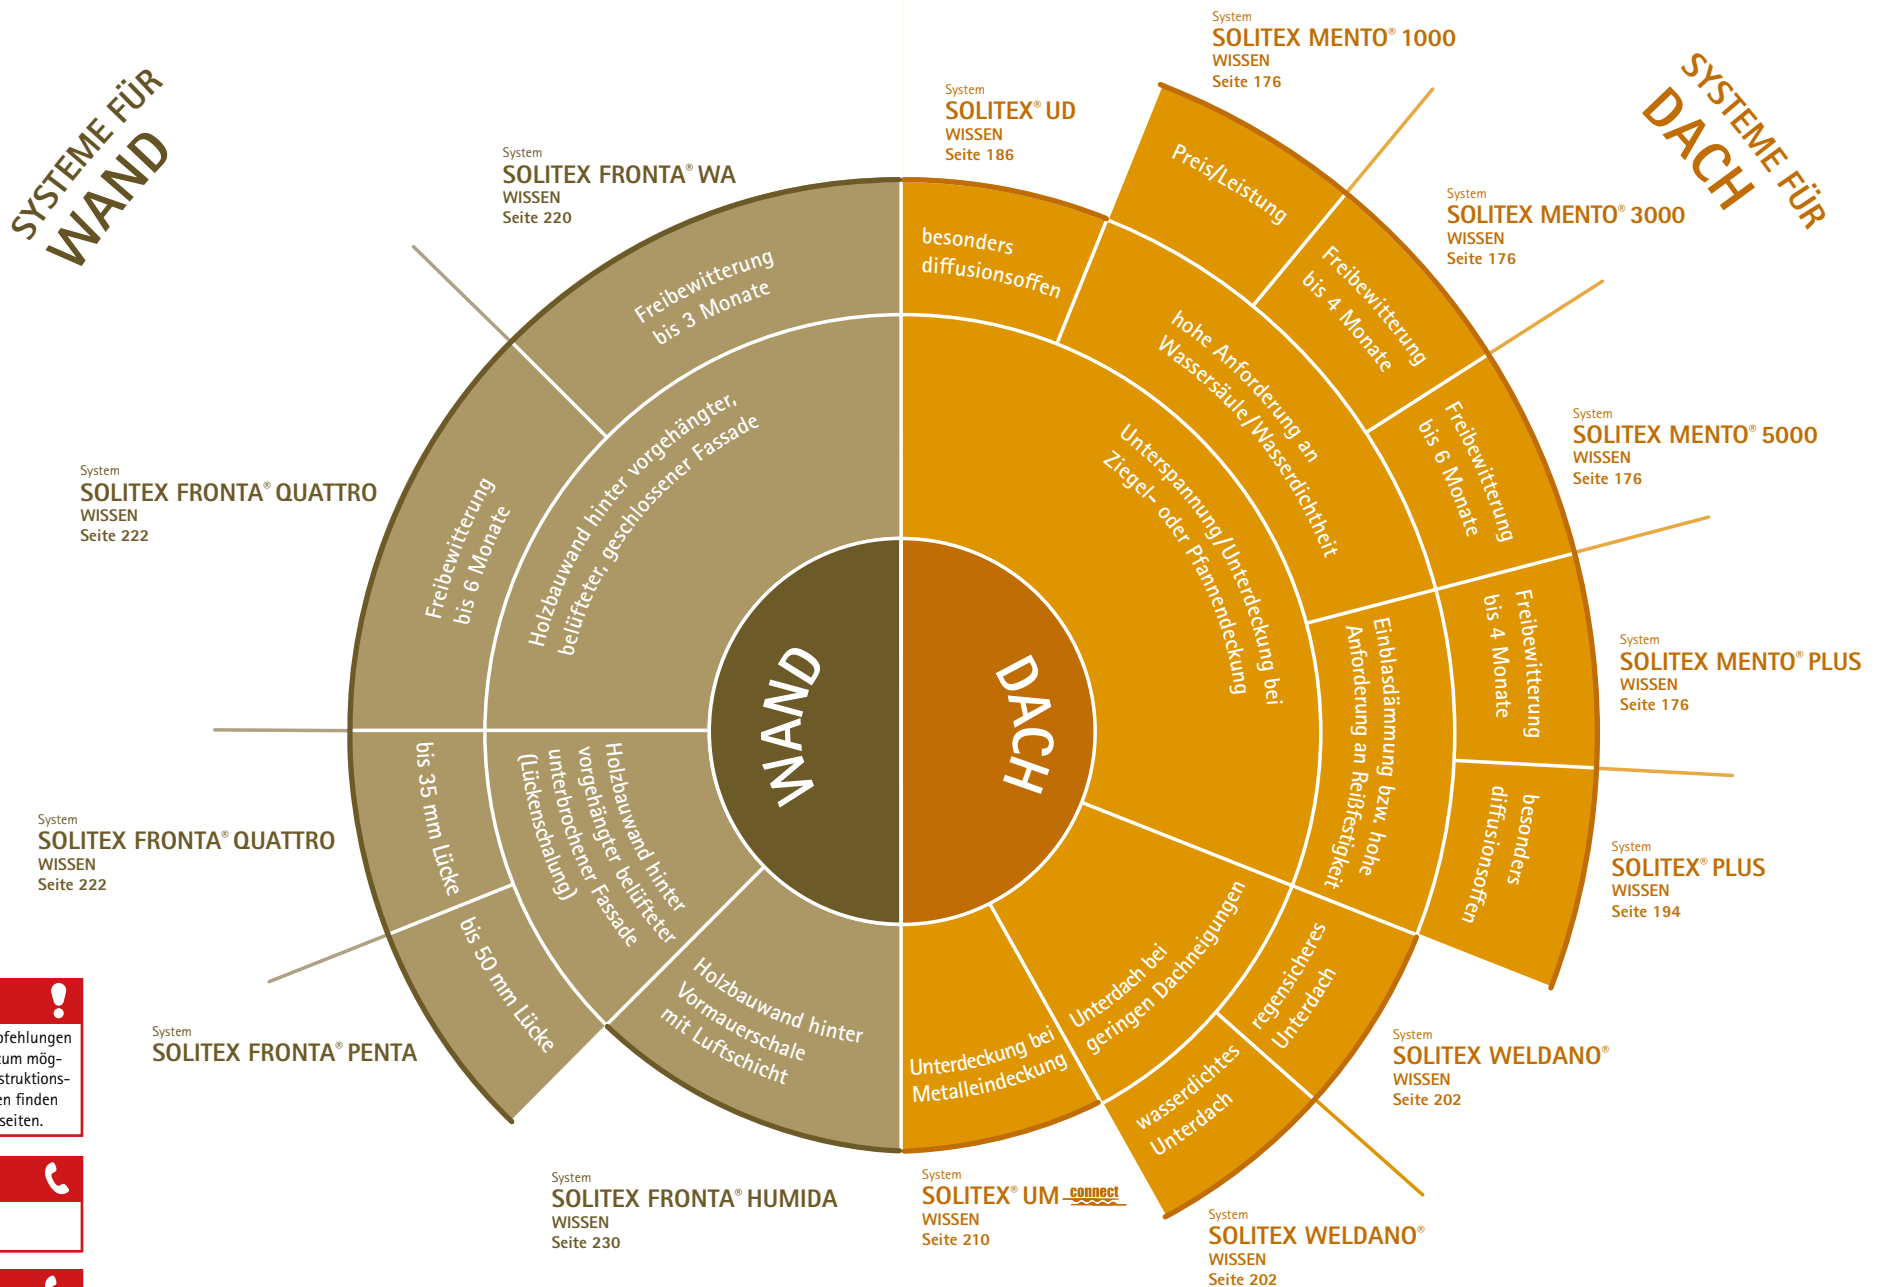 SYSTEME FÜR
WAND
SYSTEME FÜR
DACH
System
SOLITEX FRONTA® WA
WISSEN
Seite 220
System
SOLITEX FRONTA® QUATTRO
WISSEN
Seite 222
System
SOLITEX FRONTA® QUATTRO
WISSEN
Seite 222
System
SOLITEX FRONTA® PENTA
System
SOLITEX FRONTA® HUMIDA
WISSEN
Seite 230
System
SOLITEX® UD
WISSEN
Seite 186
System
SOLITEX MENTO® 1000
WISSEN
Seite 176
System
SOLITEX MENTO® 3000
WISSEN
Seite 176
System
SOLITEX MENTO® 5000
WISSEN
Seite 176
System
SOLITEX MENTO® PLUS
WISSEN
Seite 176
System
SOLITEX® PLUS
WISSEN
Seite 194
System
SOLITEX WELDANO®
WISSEN
Seite 202
System
SOLITEX WELDANO®
WISSEN
Seite 202
System
SOLITEX® UM connect
WISSEN
Seite 210
WAND
Freibewitterung
bis 3 Monate
Freibewitterung
bis 6 Monate
Holzbauwand hinter vorgehängter,
belüfteter, geschlossener Fassade
bis 35 mm Lücke
bis 50 mm Lücke
Holzbauwand hinter
vorgehängter belüfteter
unterbrochener Fassade
(Lückenschalung)
Holzbauwand hinter
Vormauerschale
mit Luftschicht
DACH
besonders
diffusionsoffen
Preis/Leistung
Freibewitterung
bis 4 Monate
Freibewitterung
bis 6 Monate
hohe Anforderung an
Wassersäule/Wasserdichtheit
Unterspannung/Unterdeckung bei
Ziegel- oder Pfannendeckung
Freibewitterung
bis 4 Monate
besonders
diffusionsoffen
Einblasdämmung bzw. hohe
Anforderung an Reißfestigkeit
regensicheres
Unterdach
wasserdichtes
Unterdach
Unterdach bei
geringen Dachneigungen
Unterdeckung bei
Metalleindeckung
!
pfehlungen
zum mög-
struktions-
en finden
seiten.